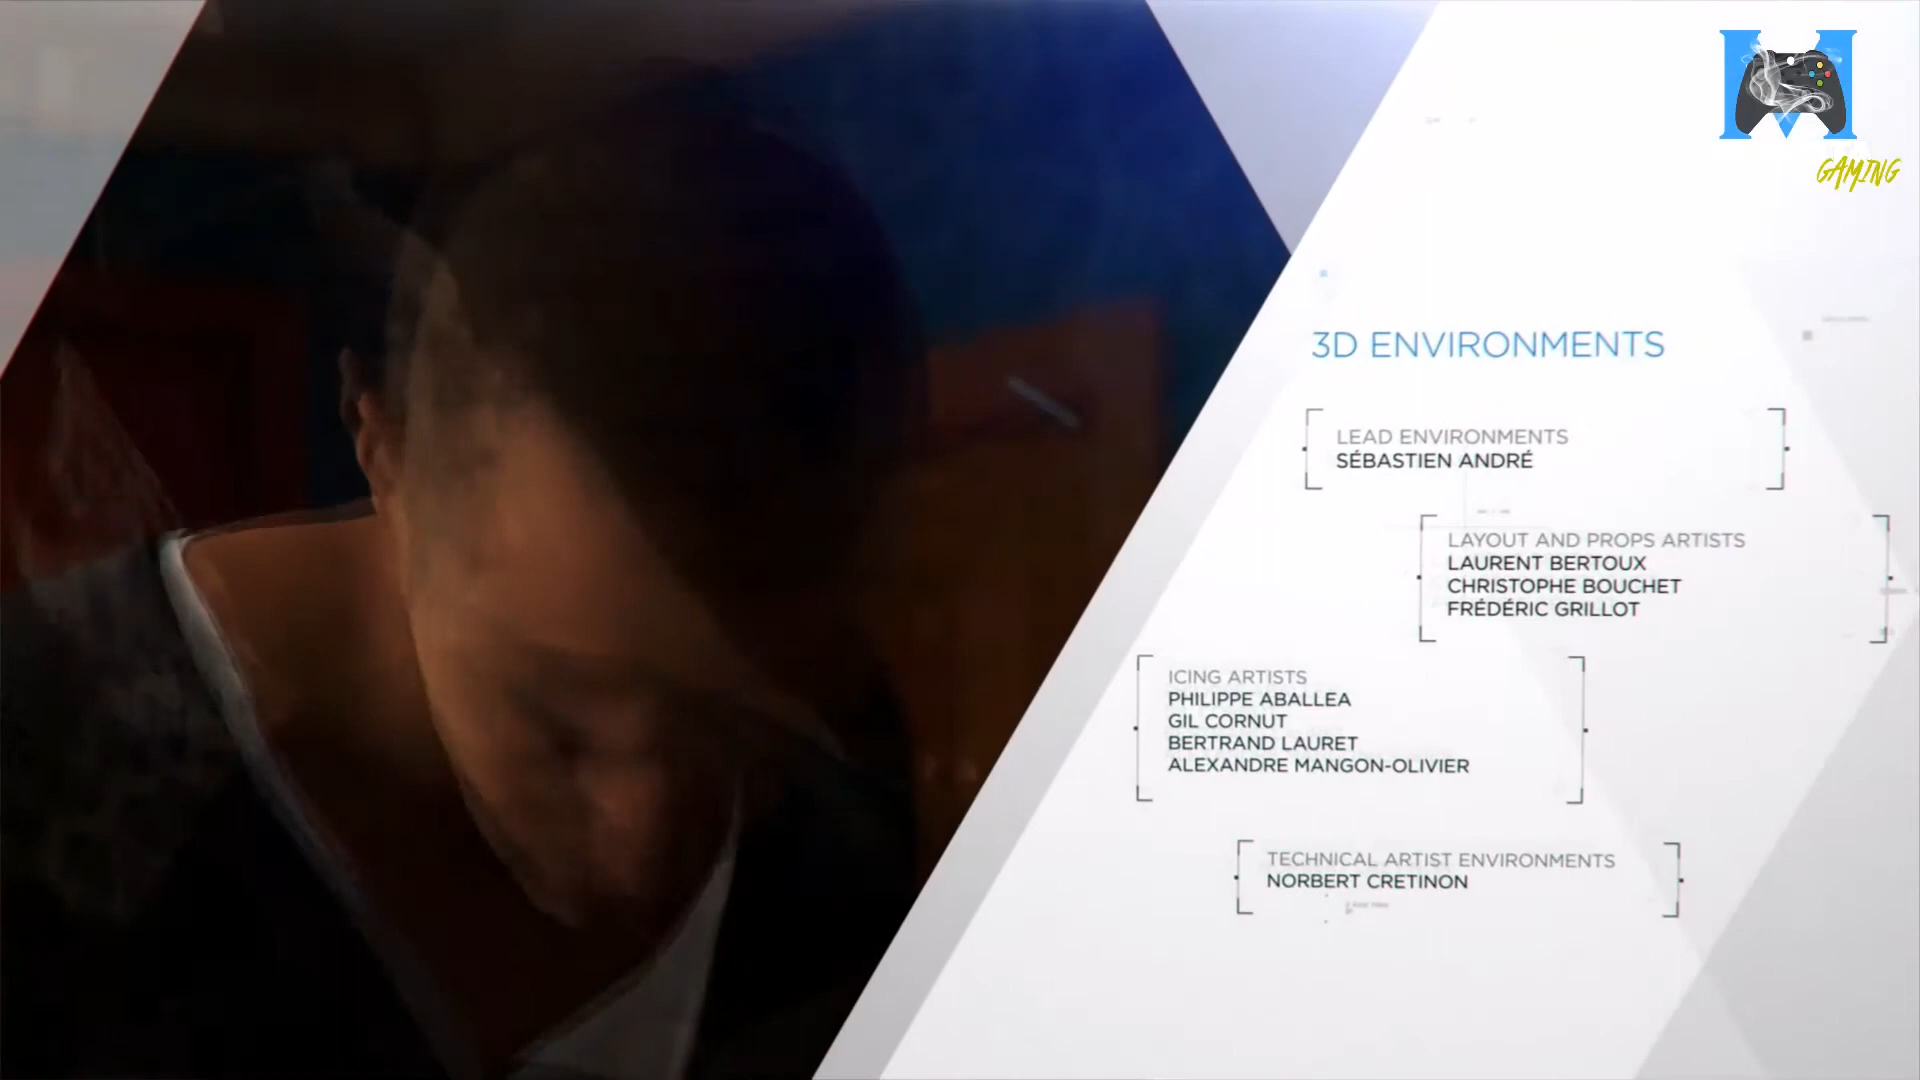 M
GAMING
3D ENVIRONMENTS
LEAD ENVIRONMENTS
SÉBASTIEN ANDRÉ
LAYOUT AND PROPS ARTISTS
LAURENT BERTOUX
CHRISTOPHE BOUCHET
FRÉDÉRIC GRILLOT
ICING ARTISTS
PHILIPPE ABALLEA
GIL CORNUT
BERTRAND LAURET
ALEXANDRE MANGON-OLIVIER
TECHNICAL ARTIST ENVIRONMENTS
NORBERT CRETINON